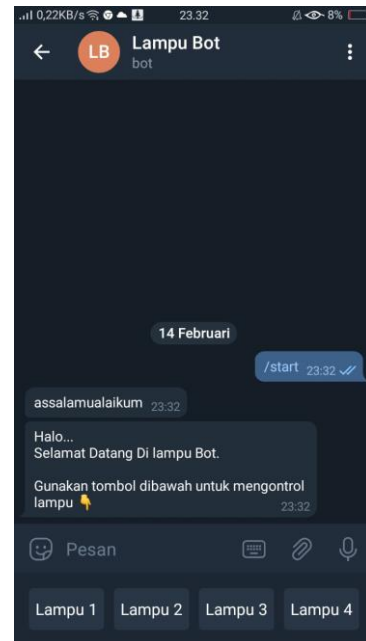 0,22KB/s 23.32 8%
LB Lampu Bot
bot
14 Februari
/start 23:32
assalamualaikum 23:32
Halo...
Selamat Datang Di lampu Bot.
Gunakan tombol dibawah untuk mengontrol
lampu 👇 23:32
Pesan
Lampu 1 Lampu 2 Lampu 3 Lampu 4